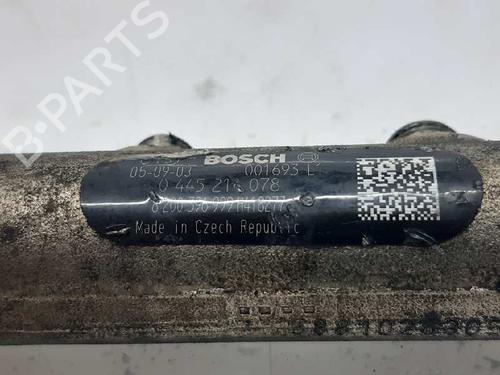 B-PARTS
BOSCH
05-09-03 001693 L
0 445 214 078
Made in Czech Republic